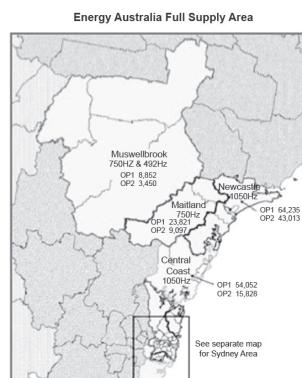 Energy Australia Full Supply Area
Muswellbrook
750HZ & 492Hz
OP1 8,852
OP2 3,450
Newcastle
1050Hz
OP1 64,235
OP2 43,013
Maitland
750Hz
OP1 23,821
OP2 9,097
Central
Coast
1050Hz
OP1 54,052
OP2 15,828
See separate map
for Sydney Area